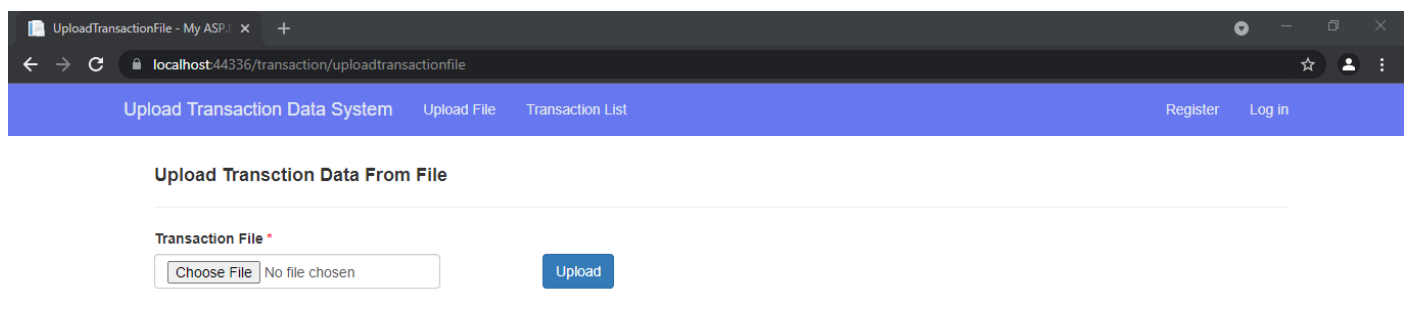 UploadTransactionFile - My ASP.
localhost:44336/transaction/uploadtransactionfile
Upload Transaction Data System Upload File Transaction List Register Log in
Upload Transction Data From File
Transaction File *
Choose File No file chosen Upload